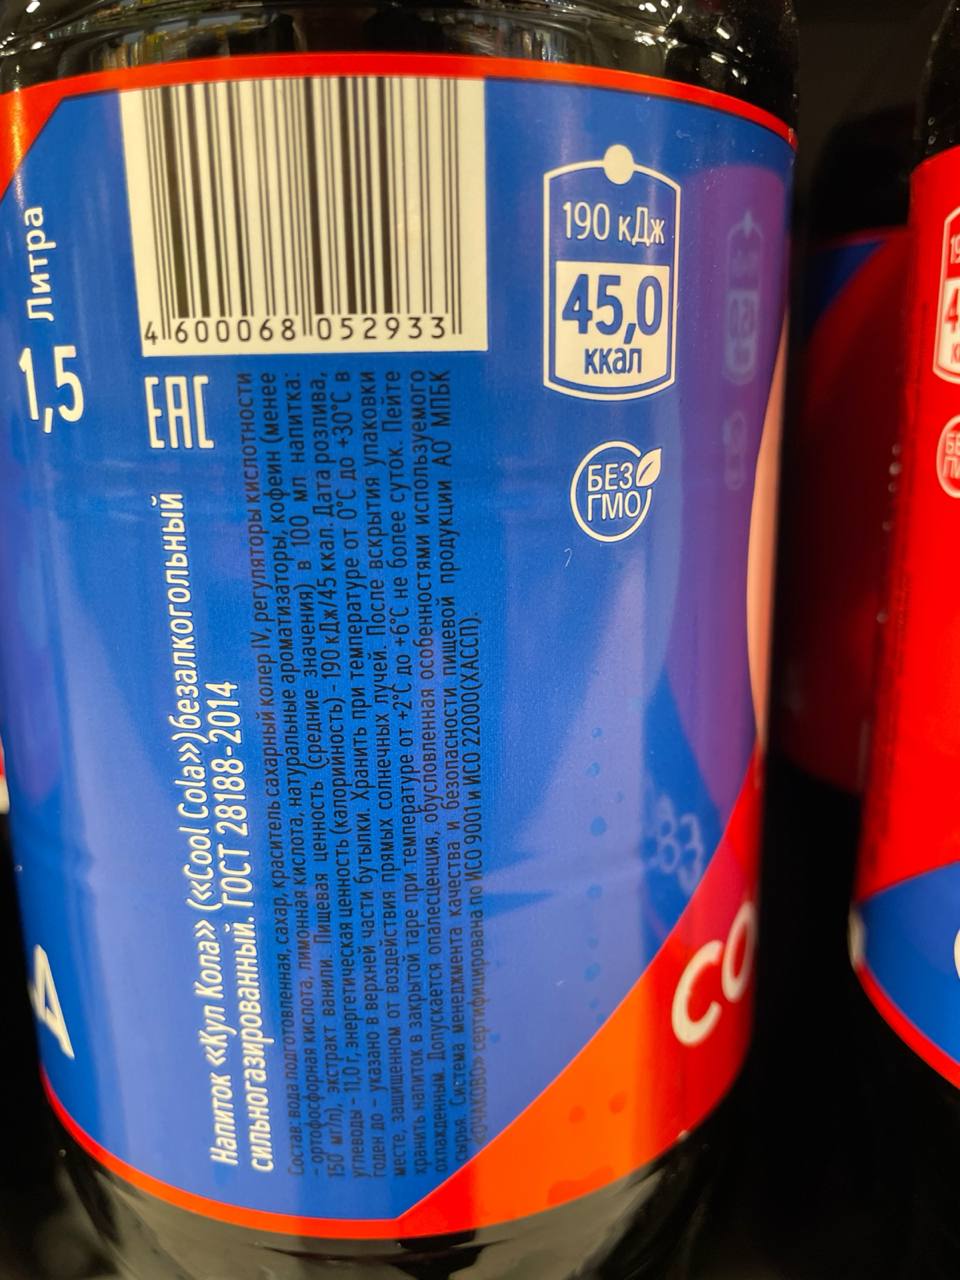 1,5 Литра
Напиток «Кул Кола» («Cool Cola»)безалкогольный
сильногазированный. ГОСТ 28188-2014
Состав: вода подготовленная, сахар, краситель сахарный колер IV, регуляторы кислотности
- ортофосфорная кислота, лимонная кислота, натуральные ароматизаторы, кофеин (менее
150 мг/л), экстракт ванили. Пищевая ценность (средние значения) в 100 мл напитка:
углеводы – 11,0 г, энергетическая ценность (калорийность) – 190 кДж/45 ккал. Дата розлива,
годен до – указано в верхней части бутылки. Хранить при температуре от 0°С до +30°С в
месте, защищенном от воздействия прямых солнечных лучей. После вскрытия упаковки
хранить напиток в закрытой таре при температуре от +2°С до +6°С не более суток. Пейте
охлажденным. Допускается опалесценция, обусловленная особенностями используемого
сырья. Система менеджмента качества и безопасности пищевой продукции АО МПБК
«ОЧАКОВО» сертифицирована по ИСО 9001 и ИСО 22000(ХАССП).
EAC
4 600068 052933
БЕЗ
ГМО
190 кДж
45,0
ккал
CO